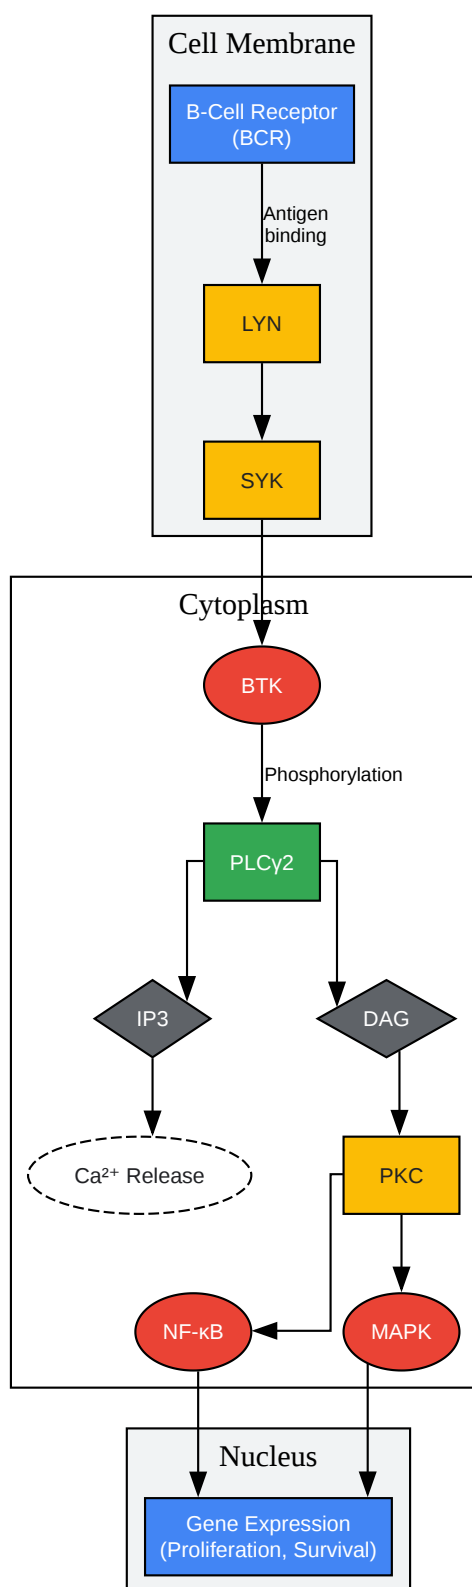 Cell Membrane
B-Cell Receptor
(BCR)
Antigen
binding
LYN
SYK
Cytoplasm
BTK
Phosphorylation
PLCγ2
IP3
DAG
Ca²⁺ Release
PKC
NF-κB
MAPK
Nucleus
Gene Expression
(Proliferation, Survival)